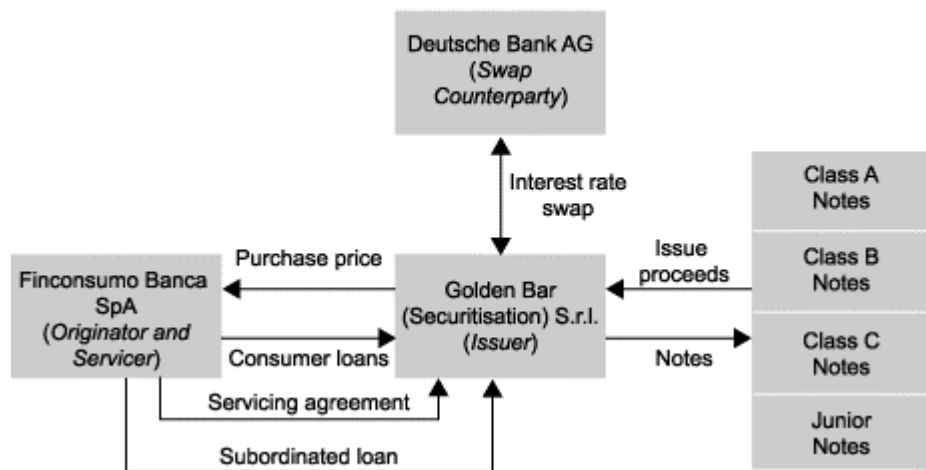 Deutsche Bank AG
(Swap
Counterparty)
Interest rate
swap
Class A
Notes
Class B
Notes
Class C
Notes
Junior
Notes
Issue
proceeds
Notes
Purchase price
Finconsumo Banca
SpA
(Originator and
Servicer)
Golden Bar
(Securitisation) S.r.l.
(Issuer)
Consumer loans
Servicing agreement
Subordinated loan